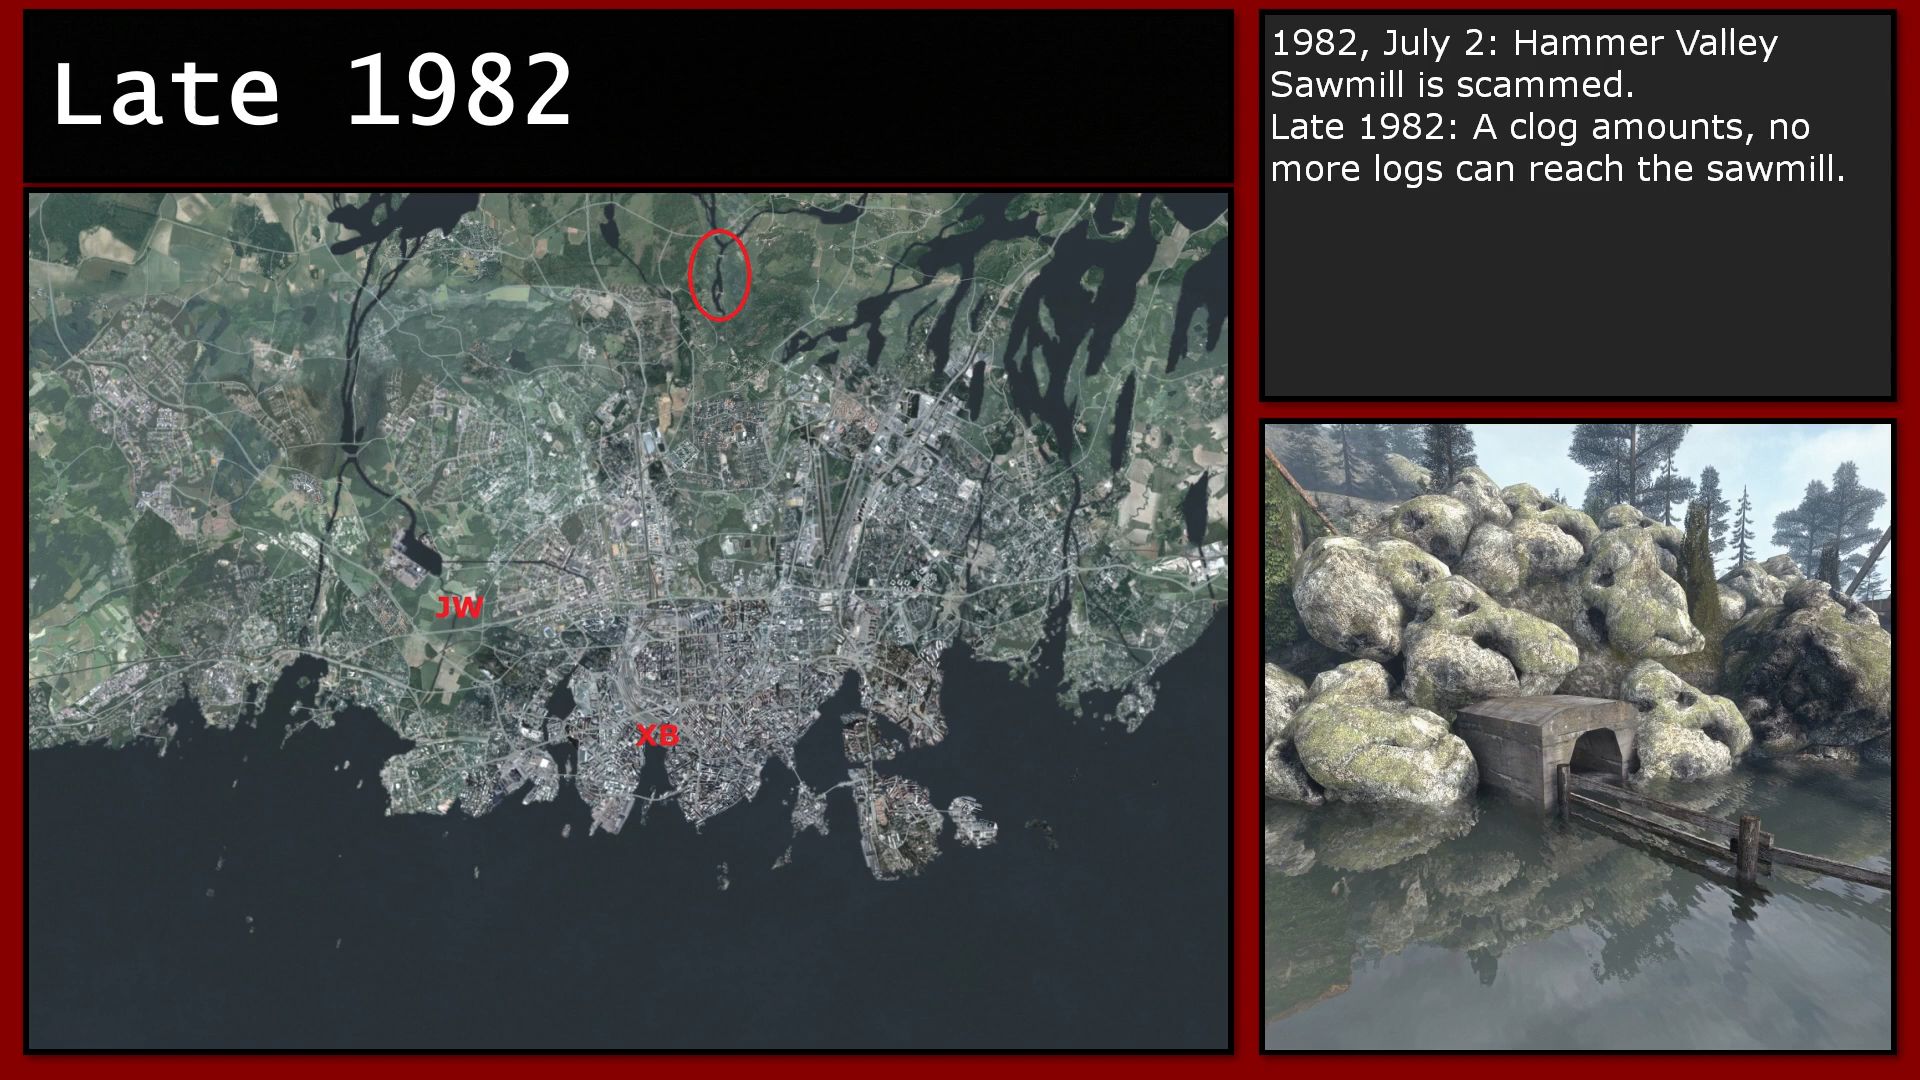 Late 1982
1982, July 2: Hammer Valley
Sawmill is scammed.
Late 1982: A clog amounts, no
more logs can reach the sawmill.
JW
XB